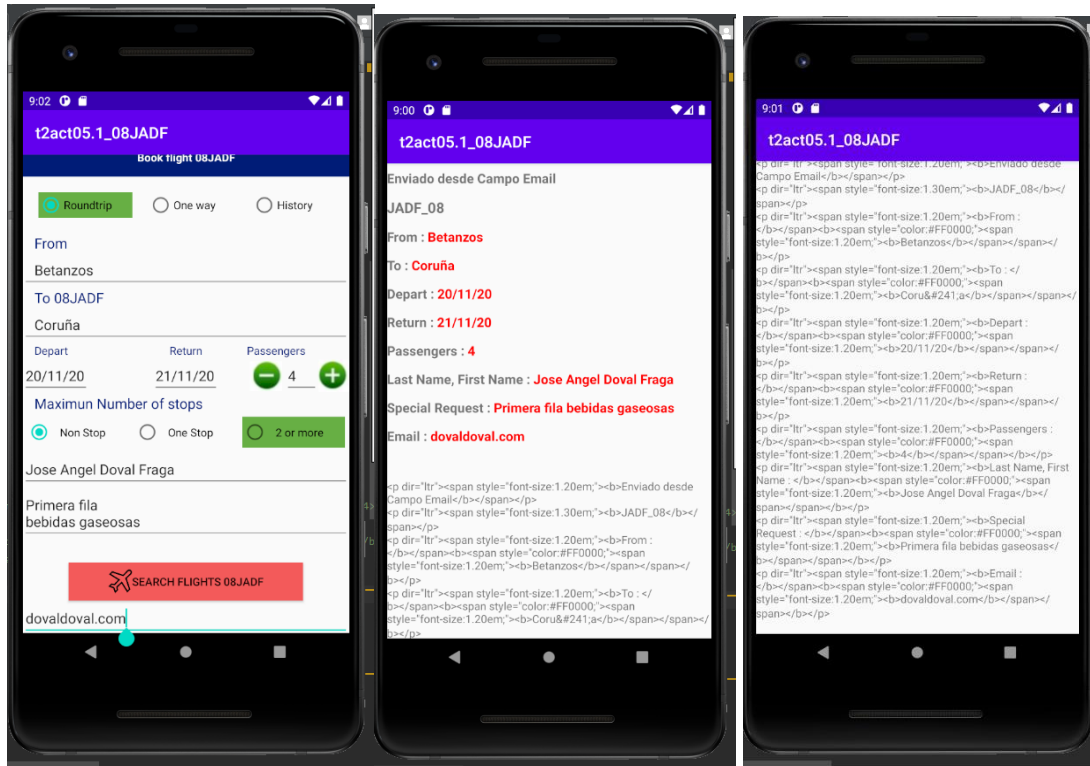 9:02
t2act05.1_08JADF
Book flight 08JADF
Roundtrip One way History
From
Betanzos
To 08JADF
Coruña
Depart Return Passengers
20/11/20 21/11/20 4
Maximun Number of stops
Non Stop One Stop 2 or more
Jose Angel Doval Fraga
Primera fila
bebidas gaseosas
SEARCH FLIGHTS 08JADF
dovaldoval.com
9:00
t2act05.1_08JADF
Enviado desde Campo Email
JADF_08
From : Betanzos
To : Coruña
Depart : 20/11/20
Return : 21/11/20
Passengers : 4
Last Name, First Name : Jose Angel Doval Fraga
Special Request : Primera fila bebidas gaseosas
Email : dovaldoval.com
<p dir="ltr"><span style="font-size:1.20em;"><b>Enviado desde
Campo Email</b></span></p>
<p dir="ltr"><span style="font-size:1.30em;"><b>JADF_08</b></
span></p>
<p dir="ltr"><span style="font-size:1.20em;"><b>From :
</b></span><b><span style="color:#FF0000;"><span
style="font-size:1.20em;"><b>Betanzos</b></span></span></
b></p>
<p dir="ltr"><span style="font-size:1.20em;"><b>To : </
b></span><b><span style="color:#FF0000;"><span
style="font-size:1.20em;"><b>Coru&#241;a</b></span></span></
b></p>
9:01
t2act05.1_08JADF
<p dir="ltr"><span style="font-size:1.20em;"><b>Enviado desde
Campo Email</b></span></p>
<p dir="ltr"><span style="font-size:1.30em;"><b>JADF_08</b></
span></p>
<p dir="ltr"><span style="font-size:1.20em;"><b>From :
</b></span><b><span style="color:#FF0000;"><span
style="font-size:1.20em;"><b>Betanzos</b></span></span></
b></p>
<p dir="ltr"><span style="font-size:1.20em;"><b>To : </
b></span><b><span style="color:#FF0000;"><span
style="font-size:1.20em;"><b>Coru&#241;a</b></span></span></
b></p>
<p dir="ltr"><span style="font-size:1.20em;"><b>Depart :
</b></span><b><span style="color:#FF0000;"><span
style="font-size:1.20em;"><b>20/11/20</b></span></span></
b></p>
<p dir="ltr"><span style="font-size:1.20em;"><b>Return :
</b></span><b><span style="color:#FF0000;"><span
style="font-size:1.20em;"><b>21/11/20</b></span></span></
b></p>
<p dir="ltr"><span style="font-size:1.20em;"><b>Passengers :
</b></span><b><span style="color:#FF0000;"><span
style="font-size:1.20em;"><b>4</b></span></span></b></p>
<p dir="ltr"><span style="font-size:1.20em;"><b>Last Name, First
Name : </b></span><b><span style="color:#FF0000;"><span
style="font-size:1.20em;"><b>Jose Angel Doval Fraga</b></
span></span></b></p>
<p dir="ltr"><span style="font-size:1.20em;"><b>Special
Request : </b></span><b><span style="color:#FF0000;"><span
style="font-size:1.20em;"><b>Primera fila bebidas gaseosas</
b></span></span></b></p>
<p dir="ltr"><span style="font-size:1.20em;"><b>Email :
</b></span><b><span style="color:#FF0000;"><span
style="font-size:1.20em;"><b>dovaldoval.com</b></span></
span></b></p>